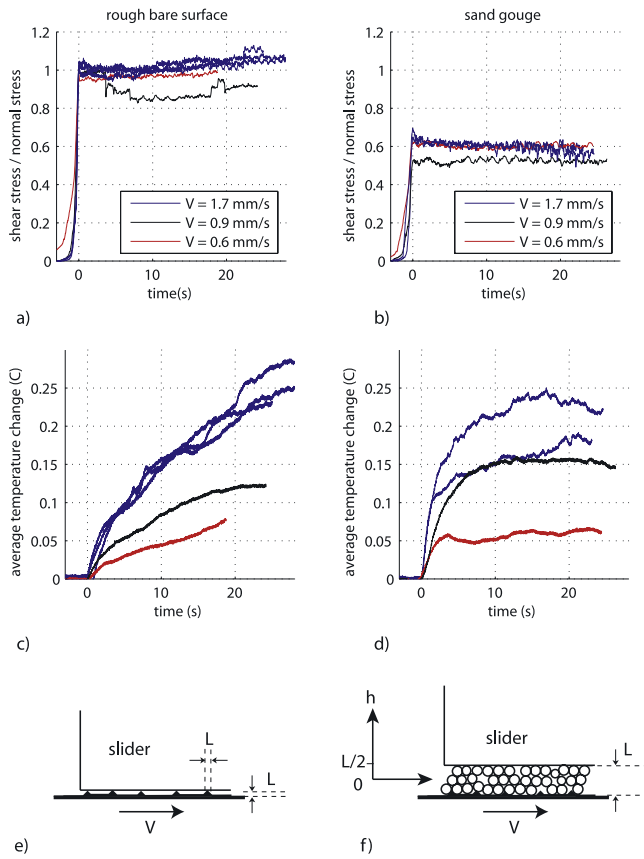 rough bare surface
sand gouge
shear stress / normal stress
1.2
1
0.8
0.6
0.4
0.2
0
V = 1.7 mm/s
V = 0.9 mm/s
V = 0.6 mm/s
0 10 20
time(s)
a)
shear stress / normal stress
1.2
1
0.8
0.6
0.4
0.2
0
V = 1.7 mm/s
V = 0.9 mm/s
V = 0.6 mm/s
0 10 20
time(s)
b)
average temperature change (C)
0.25
0.2
0.15
0.1
0.05
0
0 10 20
time (s)
c)
average temperature change (C)
0.25
0.2
0.15
0.1
0.05
0
0 10 20
time (s)
d)
slider
L
L
V
e)
h
slider
L/2
0
L
V
f)